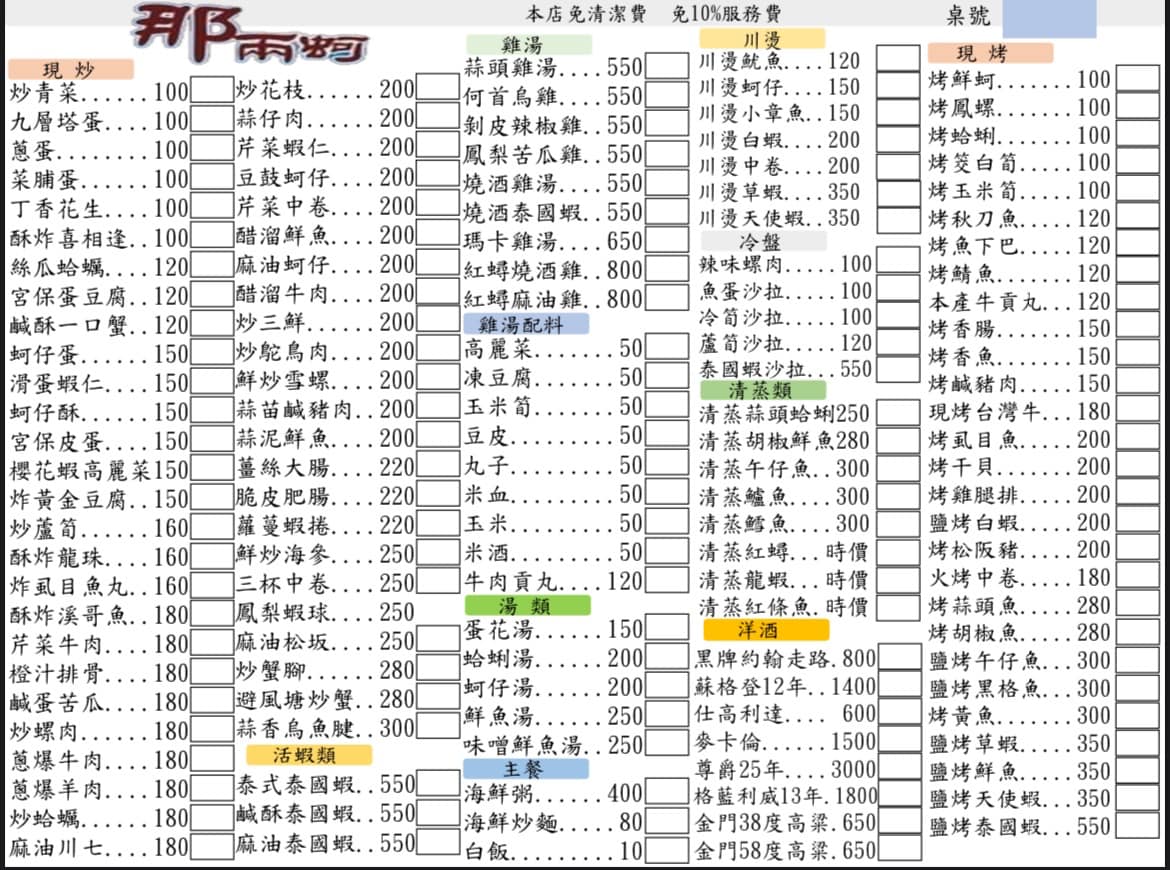 那兩蚵
本店免清潔費 免10%服務費
桌號
現炒
炒青菜......100
九層塔蛋....100
蔥蛋........100
菜脯蛋......100
丁香花生....100
酥炸喜相逢..100
絲瓜蛤蠣....120
宮保蛋豆腐..120
鹹酥一口蟹..120
蚵仔蛋......150
滑蛋蝦仁....150
蚵仔酥......150
宮保皮蛋....150
櫻花蝦高麗菜150
炸黃金豆腐..150
炒蘆筍......160
酥炸龍珠....160
炸虱目魚丸..160
酥炸溪哥魚..180
芹菜牛肉....180
橙汁排骨....180
鹹蛋苦瓜....180
炒螺肉......180
蔥爆牛肉....180
蔥爆羊肉....180
炒蛤蠣......180
麻油川七....180
炒花枝......200
蒜仔肉......200
芹菜蝦仁....200
豆鼓蚵仔....200
芹菜中卷....200
醋溜鮮魚....200
麻油蚵仔....200
醋溜牛肉....200
炒三鮮......200
炒鴕鳥肉....200
鮮炒雪螺....200
蒜苗鹹豬肉..200
蒜泥鮮魚....200
薑絲大腸....220
脆皮肥腸....220
蘿蔓蝦捲....220
鮮炒海參....250
三杯中卷....250
鳳梨蝦球....250
麻油松坂....250
炒蟹腳......280
避風塘炒蟹..280
蒜香烏魚腱..300
活蝦類
泰式泰國蝦..550
鹹酥泰國蝦..550
麻油泰國蝦..550
雞湯
蒜頭雞湯....550
何首烏雞....550
剝皮辣椒雞..550
鳳梨苦瓜雞..550
燒酒雞湯....550
燒酒泰國蝦..550
瑪卡雞湯....650
紅蟳燒酒雞..800
紅蟳麻油雞..800
雞湯配料
高麗菜.......50
凍豆腐.......50
玉米筍.......50
豆皮.........50
丸子.........50
米血.........50
玉米.........50
米酒.........50
牛肉貢丸....120
湯類
蛋花湯......150
蛤蜊湯......200
蚵仔湯......200
鮮魚湯......250
味噌鮮魚湯..250
主餐
海鮮粥......400
海鮮炒麵.....80
白飯.........10
川燙
川燙魷魚....120
川燙蚵仔....150
川燙小章魚..150
川燙白蝦....200
川燙中卷....200
川燙草蝦....350
川燙天使蝦..350
冷盤
辣味螺肉.....100
魚蛋沙拉.....100
冷筍沙拉.....100
蘆筍沙拉.....120
泰國蝦沙拉...550
清蒸類
清蒸蒜頭蛤蜊250
清蒸胡椒鮮魚280
清蒸午仔魚..300
清蒸鱸魚....300
清蒸鱈魚....300
清蒸紅蟳...時價
清蒸龍蝦...時價
清蒸紅條魚.時價
洋酒
黑牌約翰走路.800
蘇格登12年..1400
仕高利達.... 600
麥卡倫......1500
尊爵25年....3000
格藍利威13年.1800
金門38度高粱.650
金門58度高粱.650
現烤
烤鮮蚵......100
烤鳳螺......100
烤蛤蜊......100
烤筊白筍....100
烤玉米筍....100
烤秋刀魚....120
烤魚下巴....120
烤鯖魚......120
本產牛貢丸..120
烤香腸......150
烤香魚......150
烤鹹豬肉....150
現烤台灣牛...180
烤虱目魚....200
烤干貝......200
烤雞腿排....200
鹽烤白蝦....200
烤松阪豬....200
火烤中卷....180
烤蒜頭魚....280
烤胡椒魚....280
鹽烤午仔魚...300
鹽烤黑格魚...300
烤黃魚......300
鹽烤草蝦....350
鹽烤鮮魚....350
鹽烤天使蝦...350
鹽烤泰國蝦...550